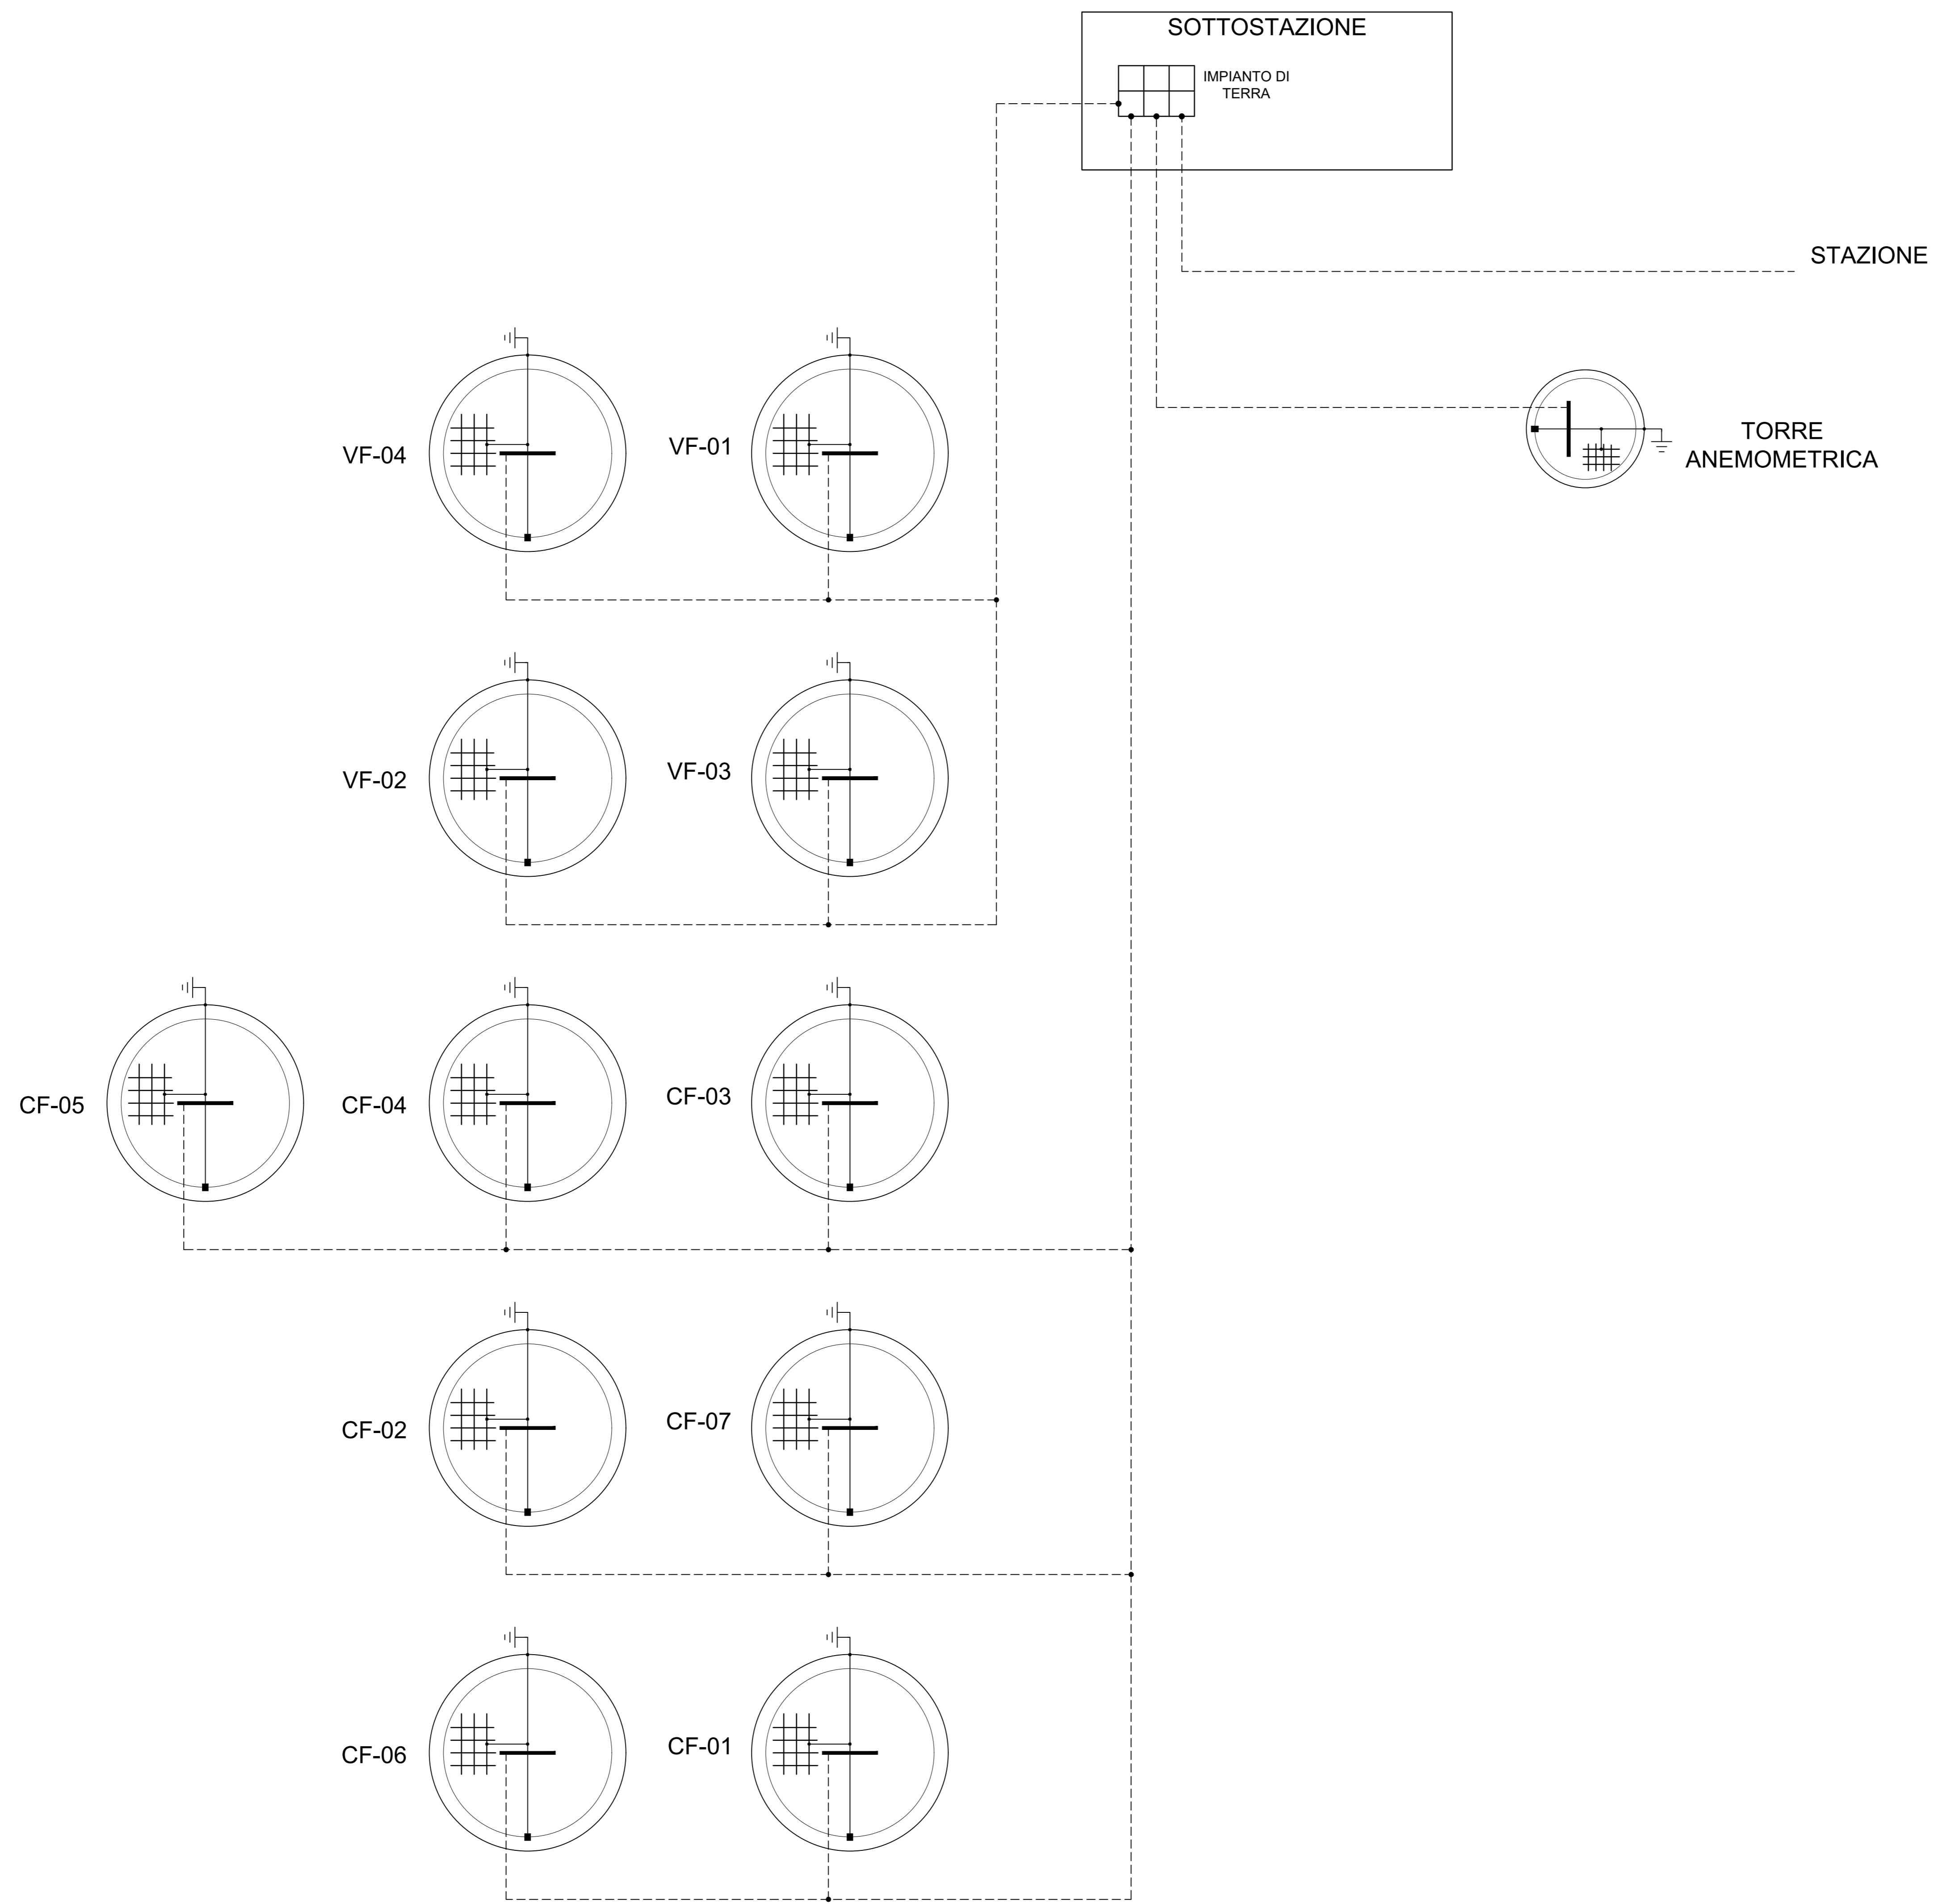 SOTTOSTAZIONE
IMPIANTO DI
TERRA
STAZIONE
TORRE
ANEMOMETRICA
VF-04
VF-01
VF-02
VF-03
CF-05
CF-04
CF-03
CF-02
CF-07
CF-06
CF-01